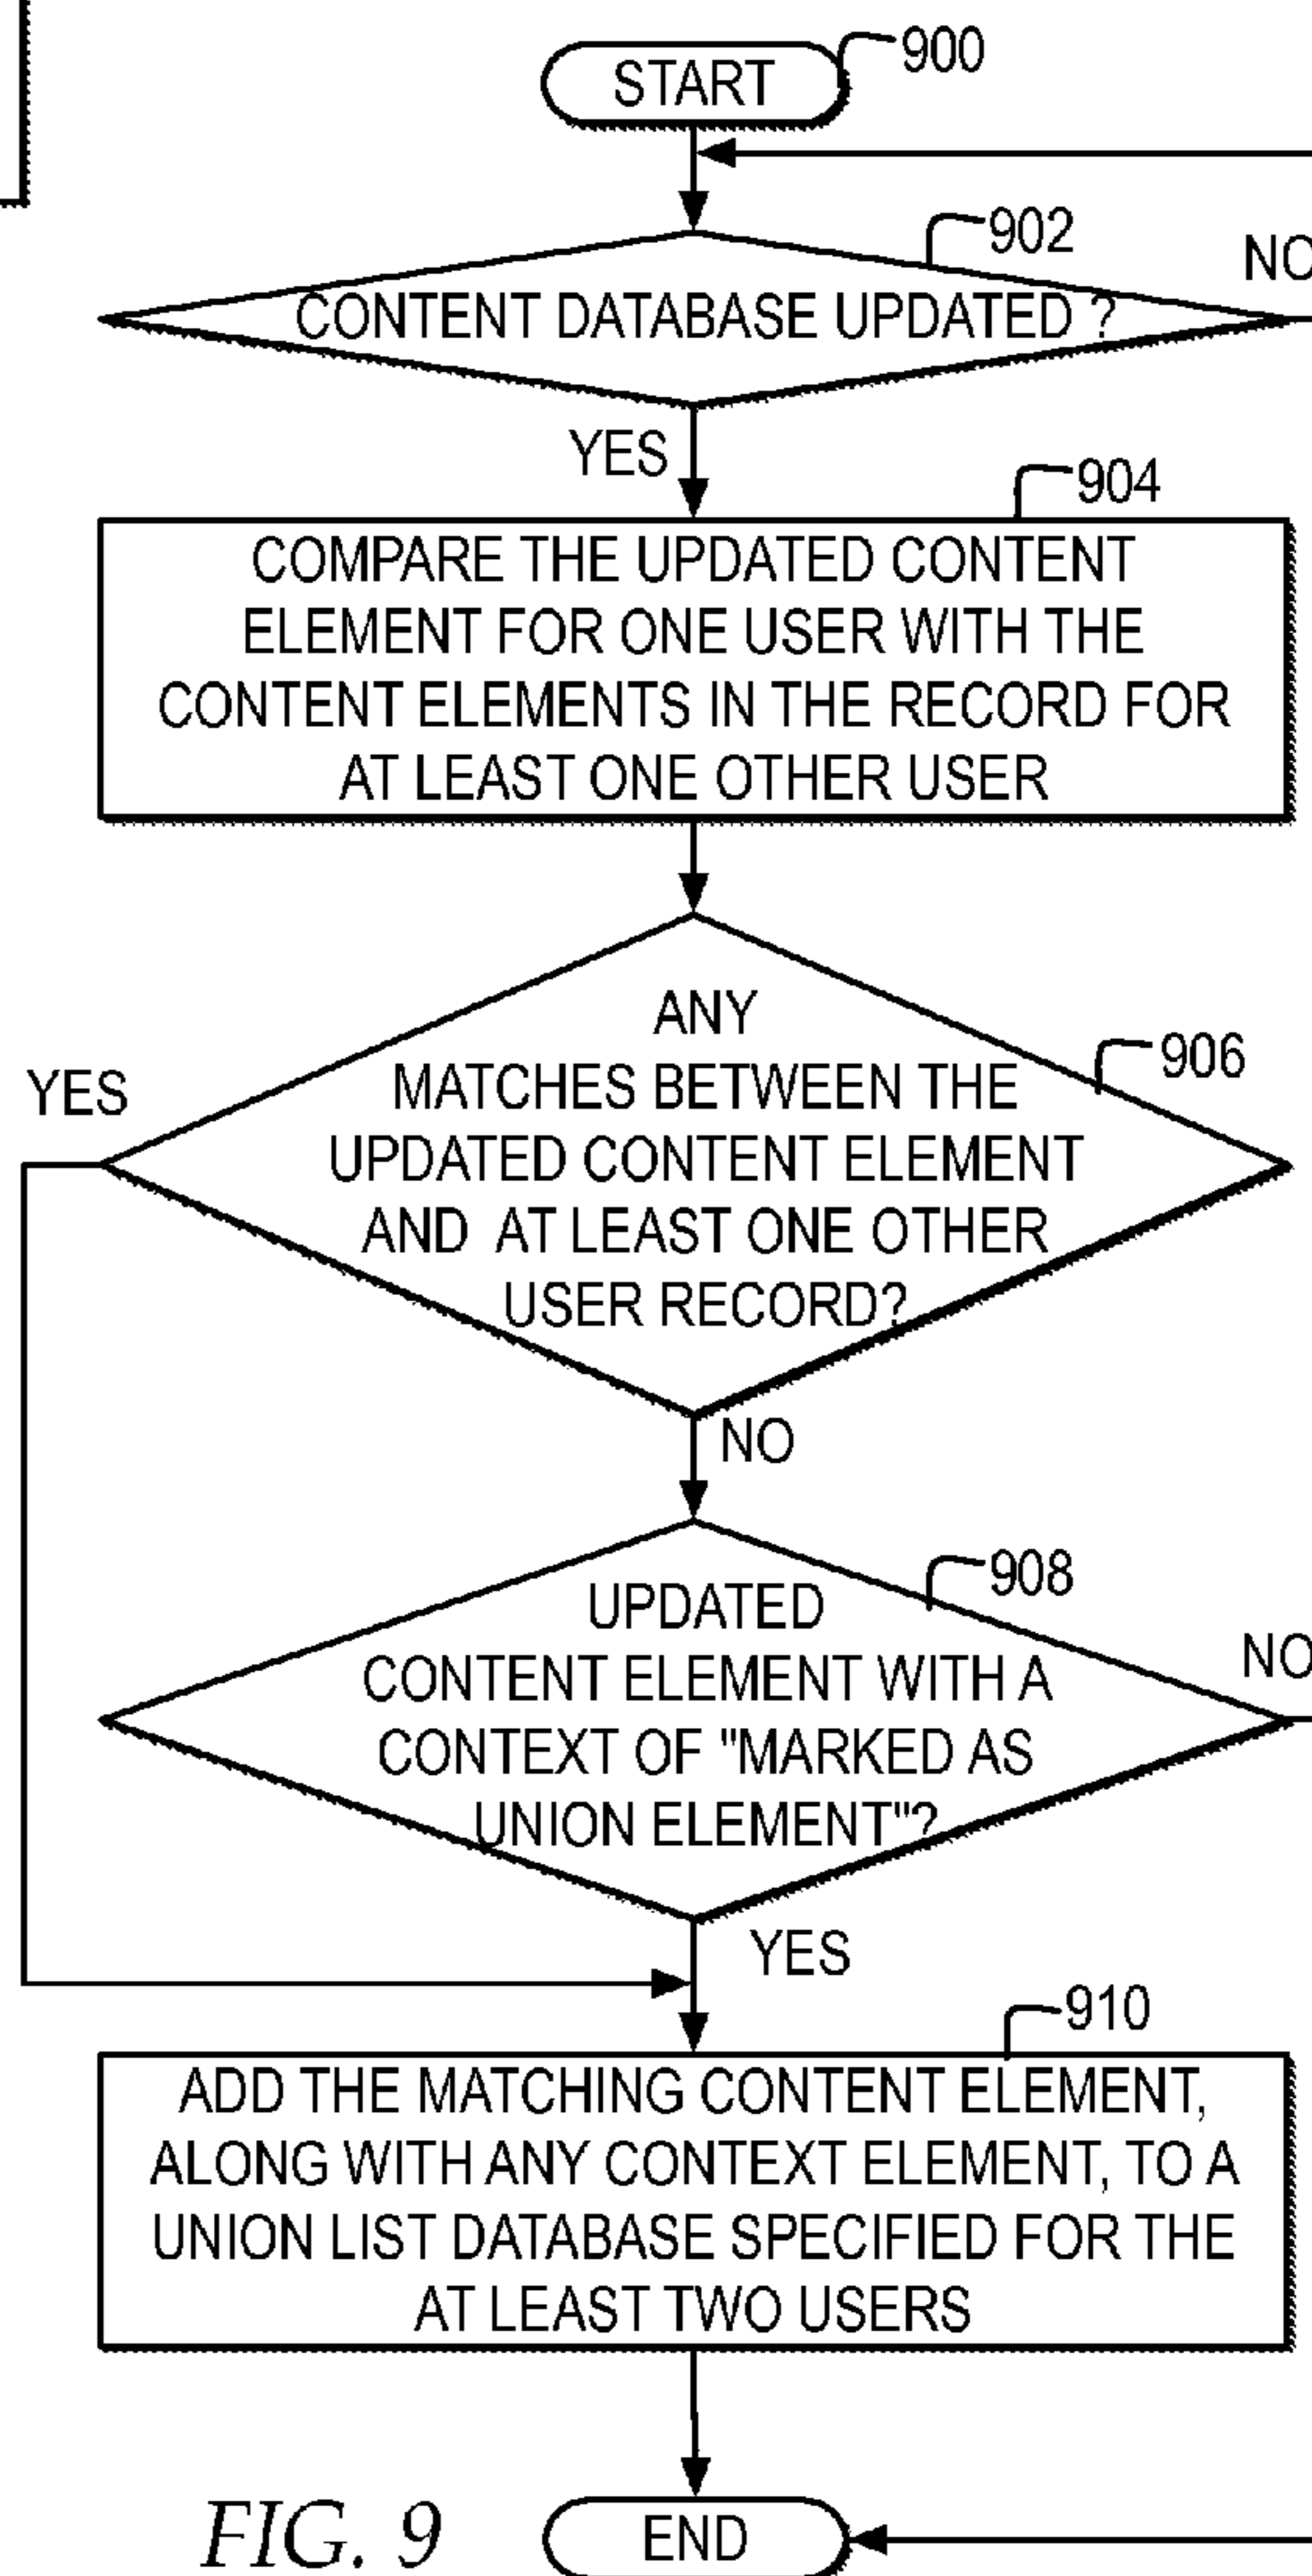 START
900
902
NO
CONTENT DATABASE UPDATED ?
YES
904
COMPARE THE UPDATED CONTENT
ELEMENT FOR ONE USER WITH THE
CONTENT ELEMENTS IN THE RECORD FOR
AT LEAST ONE OTHER USER
906
YES
ANY
MATCHES BETWEEN THE
UPDATED CONTENT ELEMENT
AND AT LEAST ONE OTHER
USER RECORD?
NO
908
NO
UPDATED
CONTENT ELEMENT WITH A
CONTEXT OF "MARKED AS
UNION ELEMENT"?
YES
910
ADD THE MATCHING CONTENT ELEMENT,
ALONG WITH ANY CONTEXT ELEMENT, TO A
UNION LIST DATABASE SPECIFIED FOR THE
AT LEAST TWO USERS
FIG. 9
END